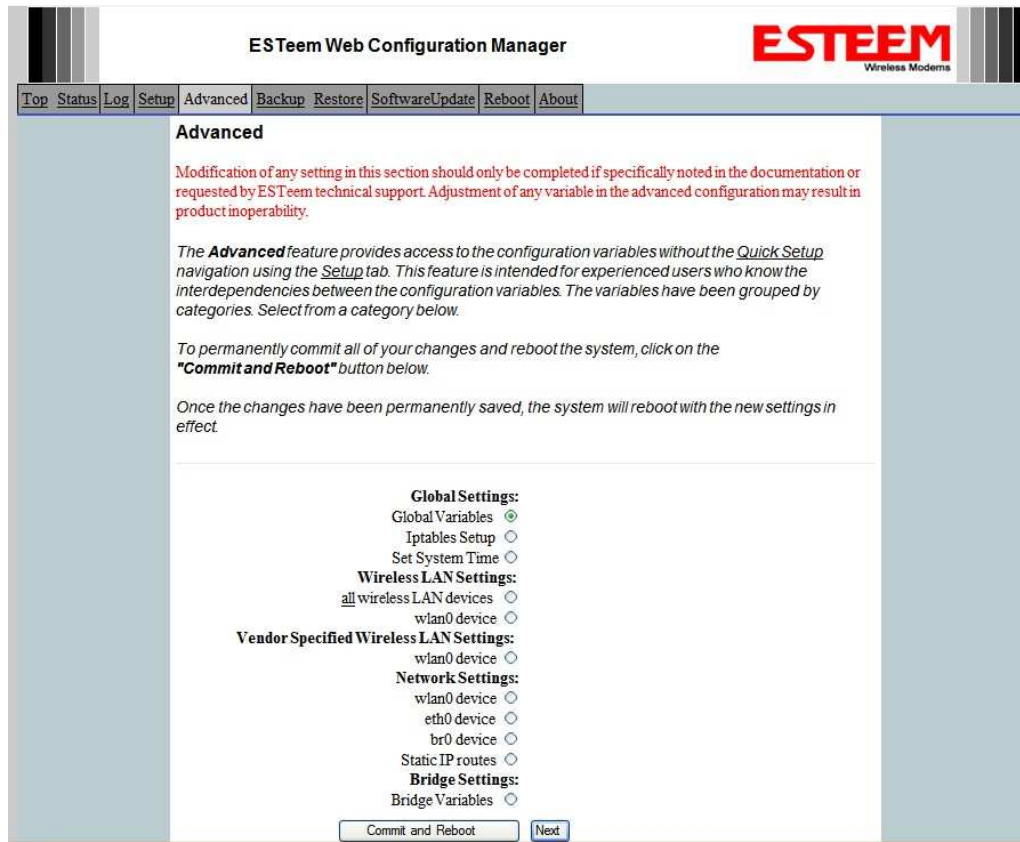 ESTeem Web Configuration Manager
ESTEEM
Wireless Modems
Top Status Log Setup Advanced Backup Restore SoftwareUpdate Reboot About
Advanced
Modification of any setting in this section should only be completed if specifically noted in the documentation or
requested by ESTeem technical support. Adjustment of any variable in the advanced configuration may result in
product inoperability.
The Advanced feature provides access to the configuration variables without the Quick Setup
navigation using the Setup tab. This feature is intended for experienced users who know the
interdependencies between the configuration variables. The variables have been grouped by
categories. Select from a category below.
To permanently commit all of your changes and reboot the system, click on the
"Commit and Reboot" button below.
Once the changes have been permanently saved, the system will reboot with the new settings in
effect.
Global Settings:
Global Variables
Iptables Setup
Set System Time
Wireless LAN Settings:
all wireless LAN devices
wlan0 device
Vendor Specified Wireless LAN Settings:
wlan0 device
Network Settings:
wlan0 device
eth0 device
br0 device
Static IP routes
Bridge Settings:
Bridge Variables
Commit and Reboot Next